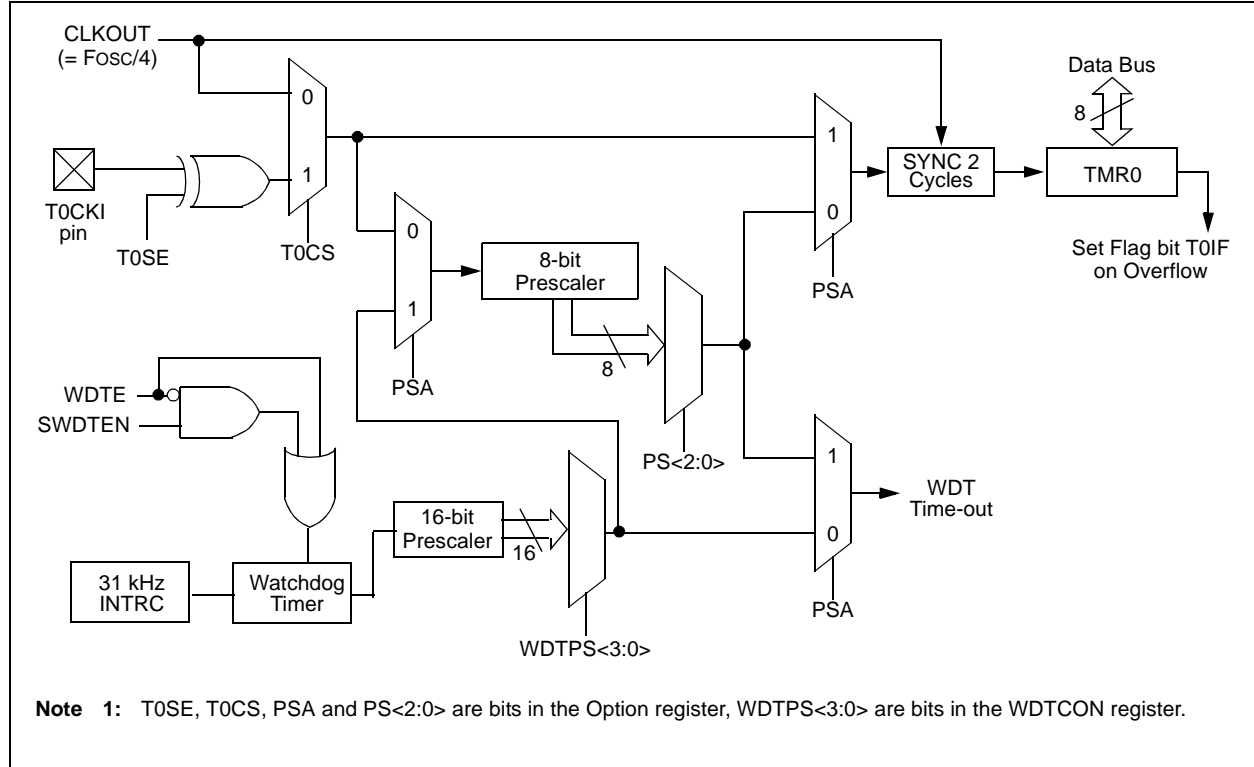 CLKOUT
(= FOSC/4)
0
1
T0CKI
pin
T0SE
T0CS
0
1
PSA
8-bit
Prescaler
8
PS<2:0>
1
0
PSA
SYNC 2
Cycles
Data Bus
8
TMR0
Set Flag bit T0IF
on Overflow
WDTE
SWDTEN
31 kHz
INTRC
Watchdog
Timer
16-bit
Prescaler
16
WDTPS<3:0>
1
0
PSA
WDT
Time-out
Note 1: T0SE, T0CS, PSA and PS<2:0> are bits in the Option register, WDTPS<3:0> are bits in the WDTCON register.